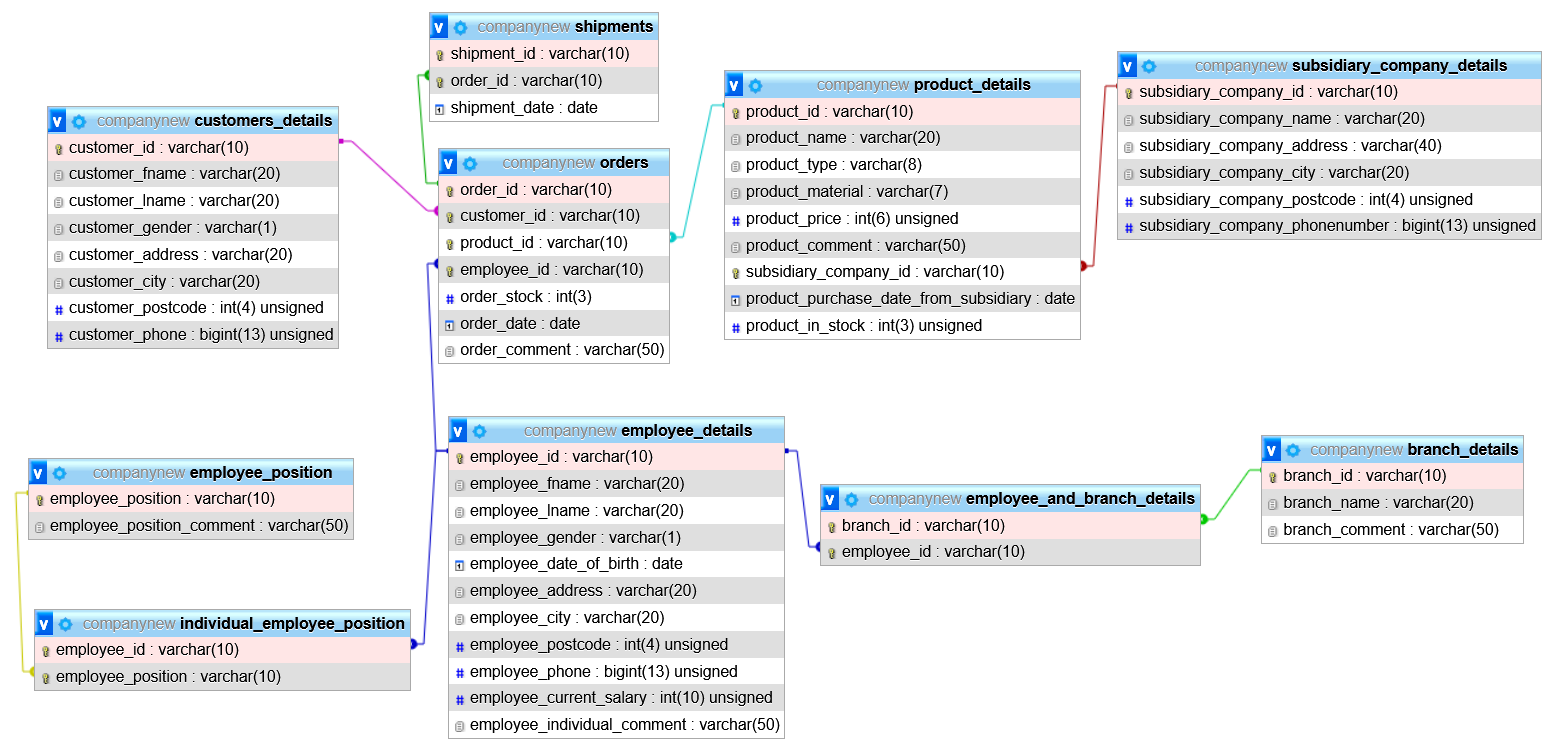 companynew shipments
shipment_id : varchar(10)
order_id : varchar(10)
shipment_date : date
companynew customers_details
customer_id : varchar(10)
customer_fname : varchar(20)
customer_lname : varchar(20)
customer_gender : varchar(1)
customer_address : varchar(20)
customer_city : varchar(20)
customer_postcode : int(4) unsigned
customer_phone : bigint(13) unsigned
companynew orders
order_id : varchar(10)
customer_id : varchar(10)
product_id : varchar(10)
employee_id : varchar(10)
order_stock : int(3)
order_date : date
order_comment : varchar(50)
companynew product_details
product_id : varchar(10)
product_name : varchar(20)
product_type : varchar(8)
product_material : varchar(7)
product_price : int(6) unsigned
product_comment : varchar(50)
subsidiary_company_id : varchar(10)
product_purchase_date_from_subsidiary : date
product_in_stock : int(3) unsigned
companynew subsidiary_company_details
subsidiary_company_id : varchar(10)
subsidiary_company_name : varchar(20)
subsidiary_company_address : varchar(40)
subsidiary_company_city : varchar(20)
subsidiary_company_postcode : int(4) unsigned
subsidiary_company_phonenumber : bigint(13) unsigned
companynew employee_position
employee_position : varchar(10)
employee_position_comment : varchar(50)
companynew individual_employee_position
employee_id : varchar(10)
employee_position : varchar(10)
companynew employee_details
employee_id : varchar(10)
employee_fname : varchar(20)
employee_lname : varchar(20)
employee_gender : varchar(1)
employee_date_of_birth : date
employee_address : varchar(20)
employee_city : varchar(20)
employee_postcode : int(4) unsigned
employee_phone : bigint(13) unsigned
employee_current_salary : int(10) unsigned
employee_individual_comment : varchar(50)
companynew employee_and_branch_details
branch_id : varchar(10)
employee_id : varchar(10)
companynew branch_details
branch_id : varchar(10)
branch_name : varchar(20)
branch_comment : varchar(50)